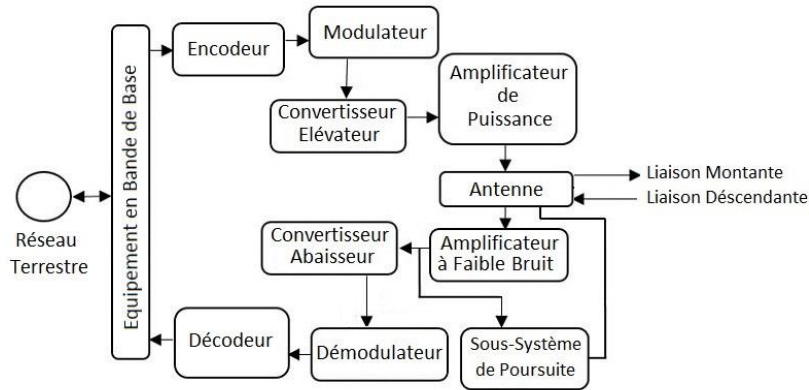 Encodeur
Modulateur
Convertisseur
Elévateur
Amplificateur
de
Puissance
Antenne
Liaison Montante
Liaison Déscendante
Equipement en Bande de Base
Réseau
Terrestre
Convertisseur
Abaisseur
Amplificateur
à Faible Bruit
Décodeur
Démodulateur
Sous-Système
de Poursuite